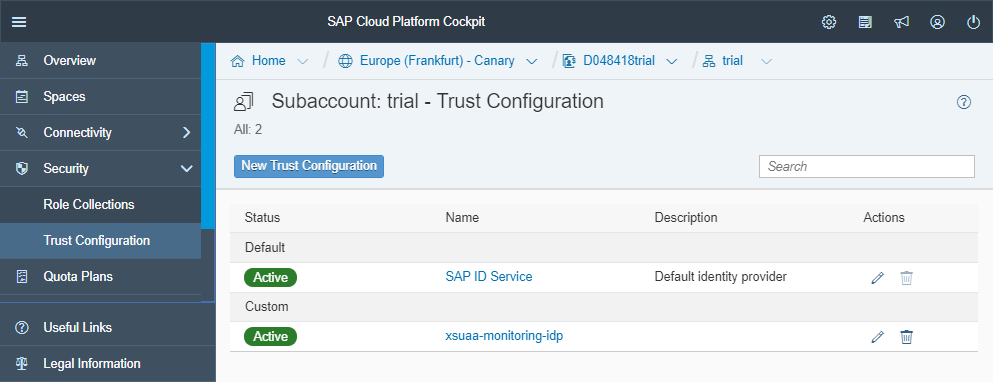 SAP Cloud Platform Cockpit
Overview
Spaces
Connectivity
Security
Role Collections
Trust Configuration
Quota Plans
Useful Links
Legal Information
Home / Europe (Frankfurt) - Canary / D048418trial / trial
Subaccount: trial - Trust Configuration
All: 2
New Trust Configuration
Search
Status Name Description Actions
Default
Active SAP ID Service Default identity provider
Custom
Active xsuaa-monitoring-idp